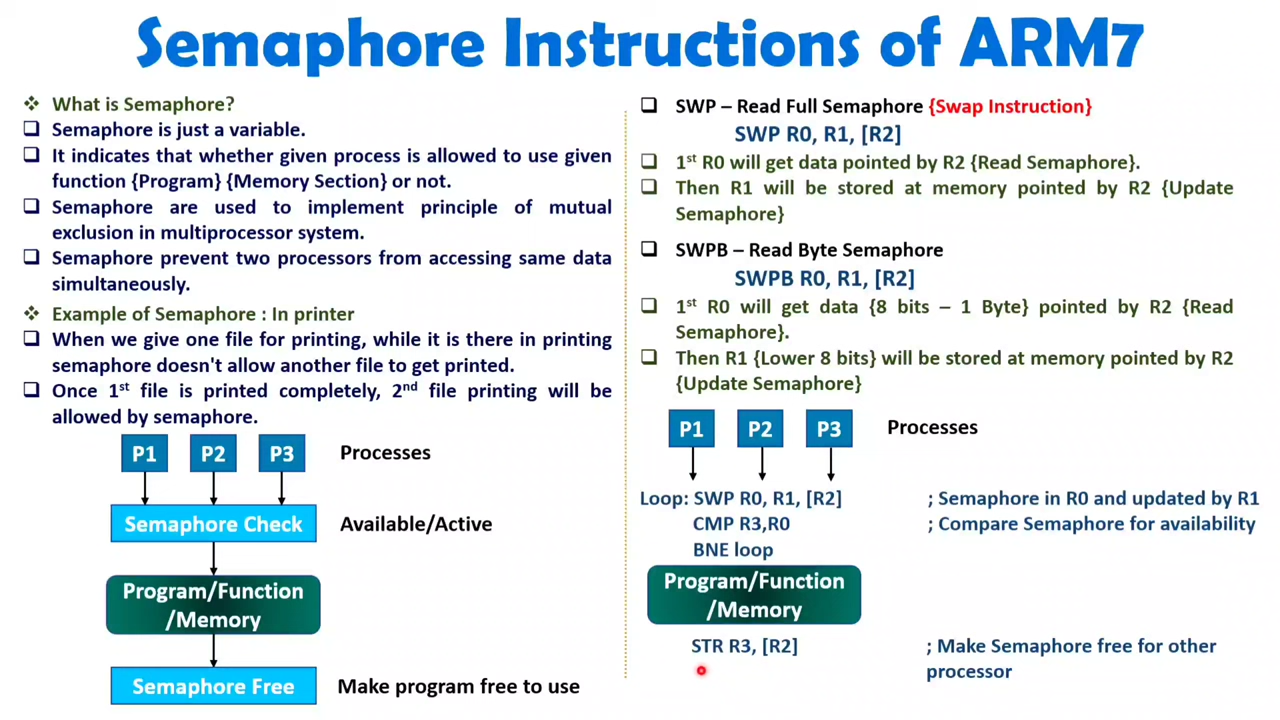 Semaphore Instructions of ARM7
What is Semaphore?
Semaphore is just a variable.
It indicates that whether given process is allowed to use given
function {Program} {Memory Section} or not.
Semaphore are used to implement principle of mutual
exclusion in multiprocessor system.
Semaphore prevent two processors from accessing same data
simultaneously.
Example of Semaphore : In printer
When we give one file for printing, while it is there in printing
semaphore doesn't allow another file to get printed.
Once 1st file is printed completely, 2nd file printing will be
allowed by semaphore.
P1 P2 P3 Processes
Semaphore Check Available/Active
Program/Function
/Memory
Semaphore Free Make program free to use
SWP – Read Full Semaphore {Swap Instruction}
SWP R0, R1, [R2]
1st R0 will get data pointed by R2 {Read Semaphore}.
Then R1 will be stored at memory pointed by R2 {Update
Semaphore}
SWPB – Read Byte Semaphore
SWPB R0, R1, [R2]
1st R0 will get data {8 bits – 1 Byte} pointed by R2 {Read
Semaphore}.
Then R1 {Lower 8 bits} will be stored at memory pointed by R2
{Update Semaphore}
P1 P2 P3 Processes
Loop: SWP R0, R1, [R2] ; Semaphore in R0 and updated by R1
CMP R3,R0 ; Compare Semaphore for availability
BNE loop
Program/Function
/Memory
STR R3, [R2] ; Make Semaphore free for other
processor